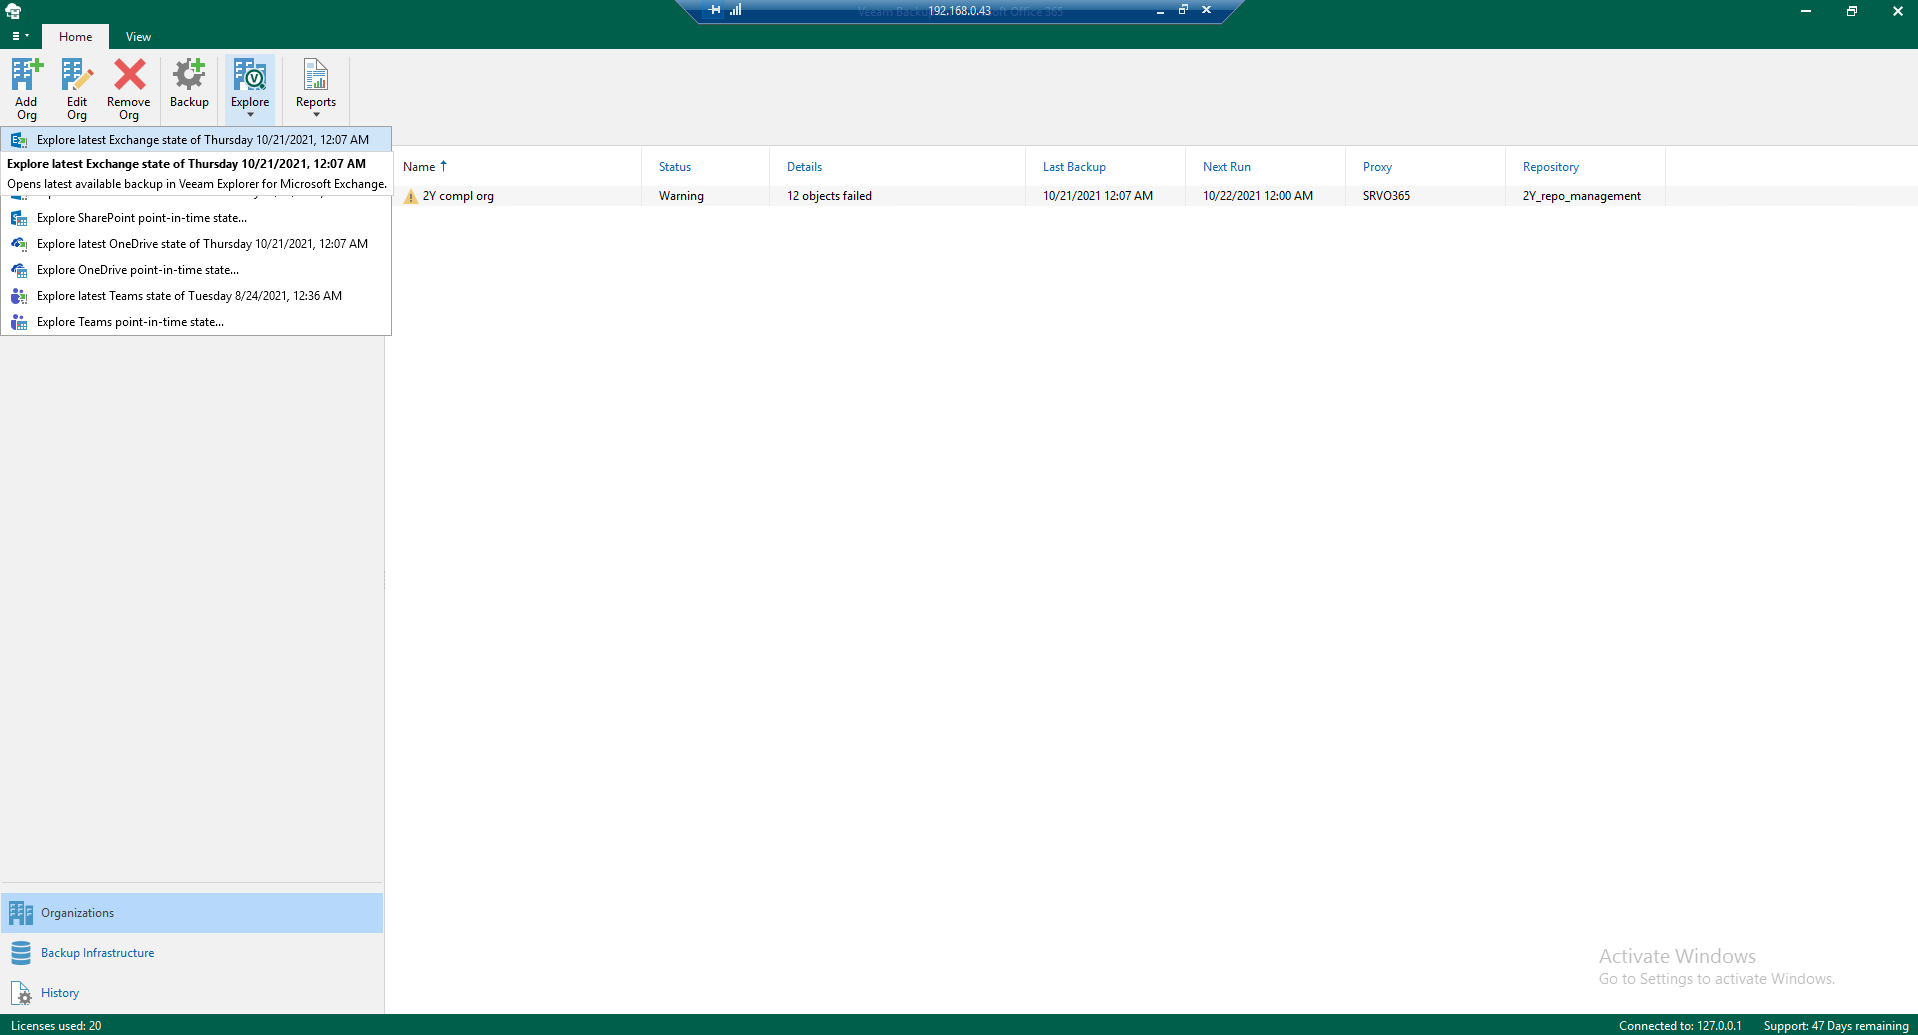 Veeam Backup 192.168.0.43 soft Office 365
Home View
Add Org
Edit Org
Remove Org
Backup
Explore
Reports
Explore latest Exchange state of Thursday 10/21/2021, 12:07 AM
Explore latest Exchange state of Thursday 10/21/2021, 12:07 AM
Opens latest available backup in Veeam Explorer for Microsoft Exchange.
Explore SharePoint point-in-time state...
Explore latest OneDrive state of Thursday 10/21/2021, 12:07 AM
Explore OneDrive point-in-time state...
Explore latest Teams state of Tuesday 8/24/2021, 12:36 AM
Explore Teams point-in-time state...
Name Status Details Last Backup Next Run Proxy Repository
2Y compl org Warning 12 objects failed 10/21/2021 12:07 AM 10/22/2021 12:00 AM SRVO365 2Y_repo_management
Organizations
Backup Infrastructure
History
Activate Windows
Go to Settings to activate Windows.
Licenses used: 20 Connected to: 127.0.0.1 Support: 47 Days remaining